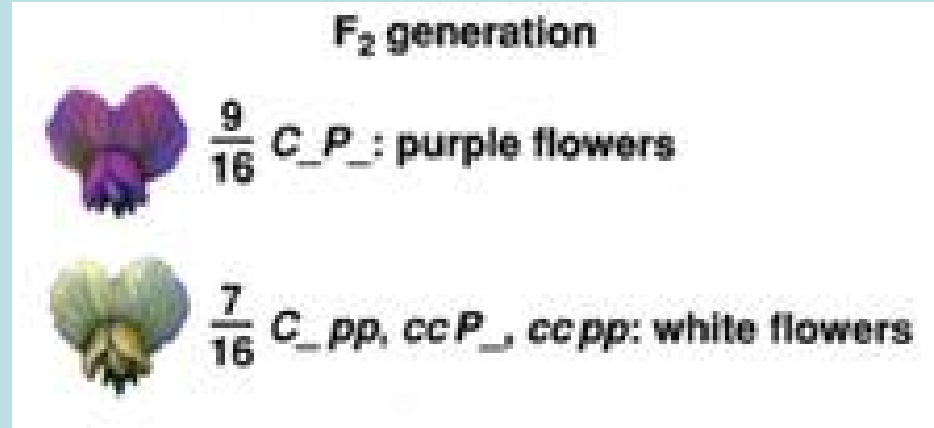 F₂ generation
9/16 C_P_: purple flowers
7/16 C_pp, ccP_, ccpp: white flowers